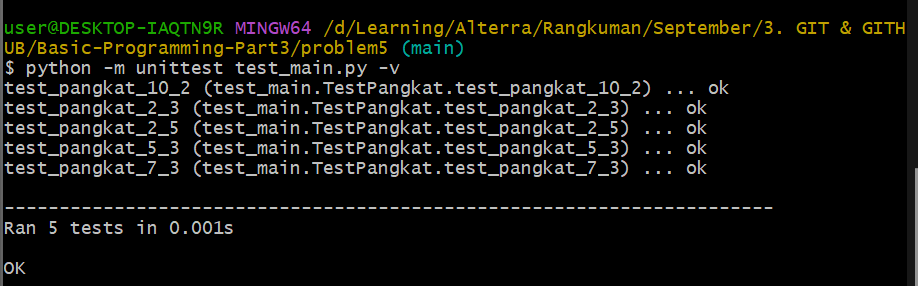 user@DESKTOP-IAQTN9R MINGW64 /d/Learning/Alterra/Rangkuman/September/3. GIT & GITH
UB/Basic-Programming-Part3/problem5 (main)
$ python -m unittest test_main.py -v
test_pangkat_10_2 (test_main.TestPangkat.test_pangkat_10_2) ... ok
test_pangkat_2_3 (test_main.TestPangkat.test_pangkat_2_3) ... ok
test_pangkat_2_5 (test_main.TestPangkat.test_pangkat_2_5) ... ok
test_pangkat_5_3 (test_main.TestPangkat.test_pangkat_5_3) ... ok
test_pangkat_7_3 (test_main.TestPangkat.test_pangkat_7_3) ... ok
----------------------------------------------------------------------
Ran 5 tests in 0.001s
OK